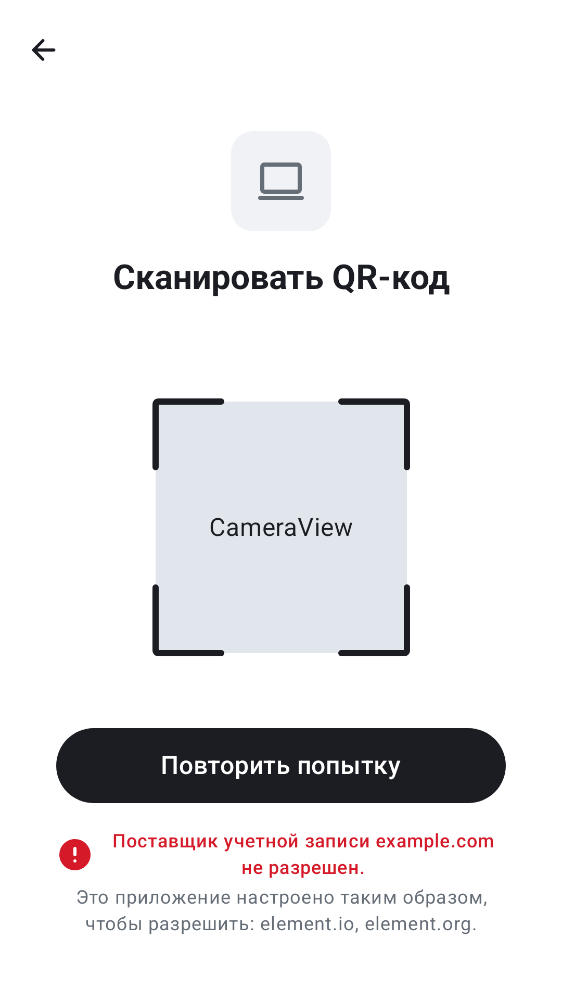 Сканировать QR-код
CameraView
Повторить попытку
Поставщик учетной записи example.com
не разрешен.
Это приложение настроено таким образом,
чтобы разрешить: element.io, element.org.